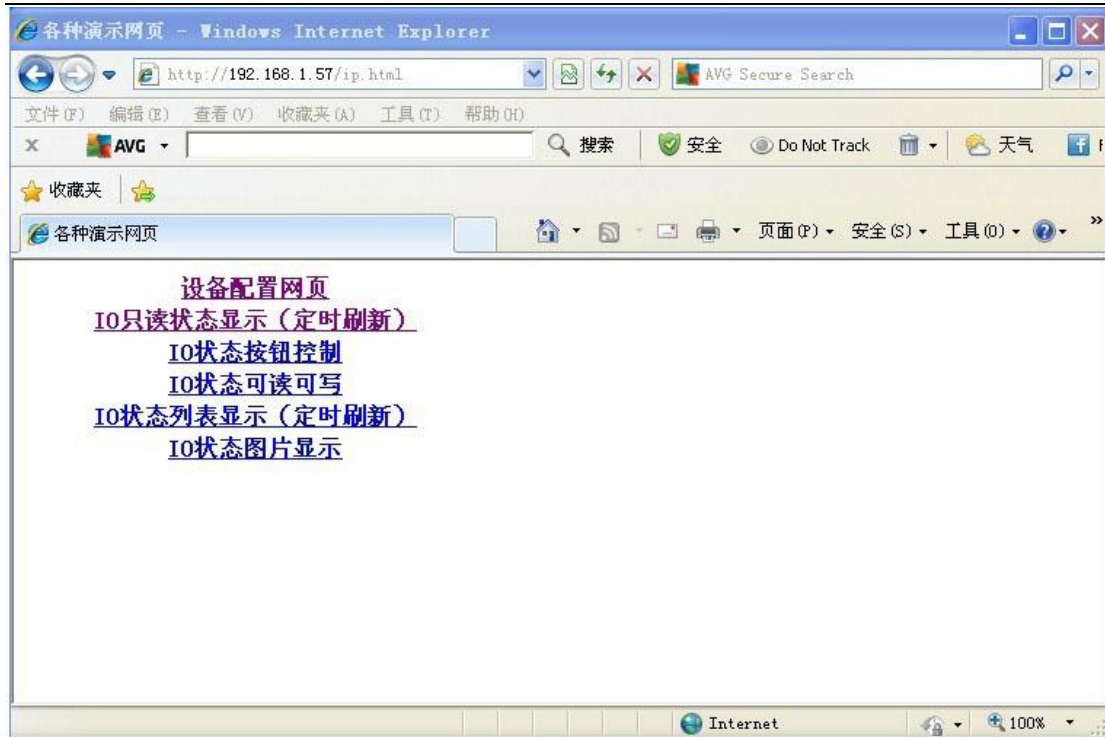 各种演示网页 - Windows Internet Explorer
http://192.168.1.57/ip.html AVG Secure Search
文件(F) 编辑(E) 查看(V) 收藏夹(A) 工具(T) 帮助(H)
x AVG 搜索 安全 Do Not Track 天气
收藏夹
各种演示网页 页面(P) 安全(S) 工具(O) »
设备配置网页
IO只读状态显示（定时刷新）
IO状态按钮控制
IO状态可读可写
IO状态列表显示（定时刷新）
IO状态图片显示
Internet 100%